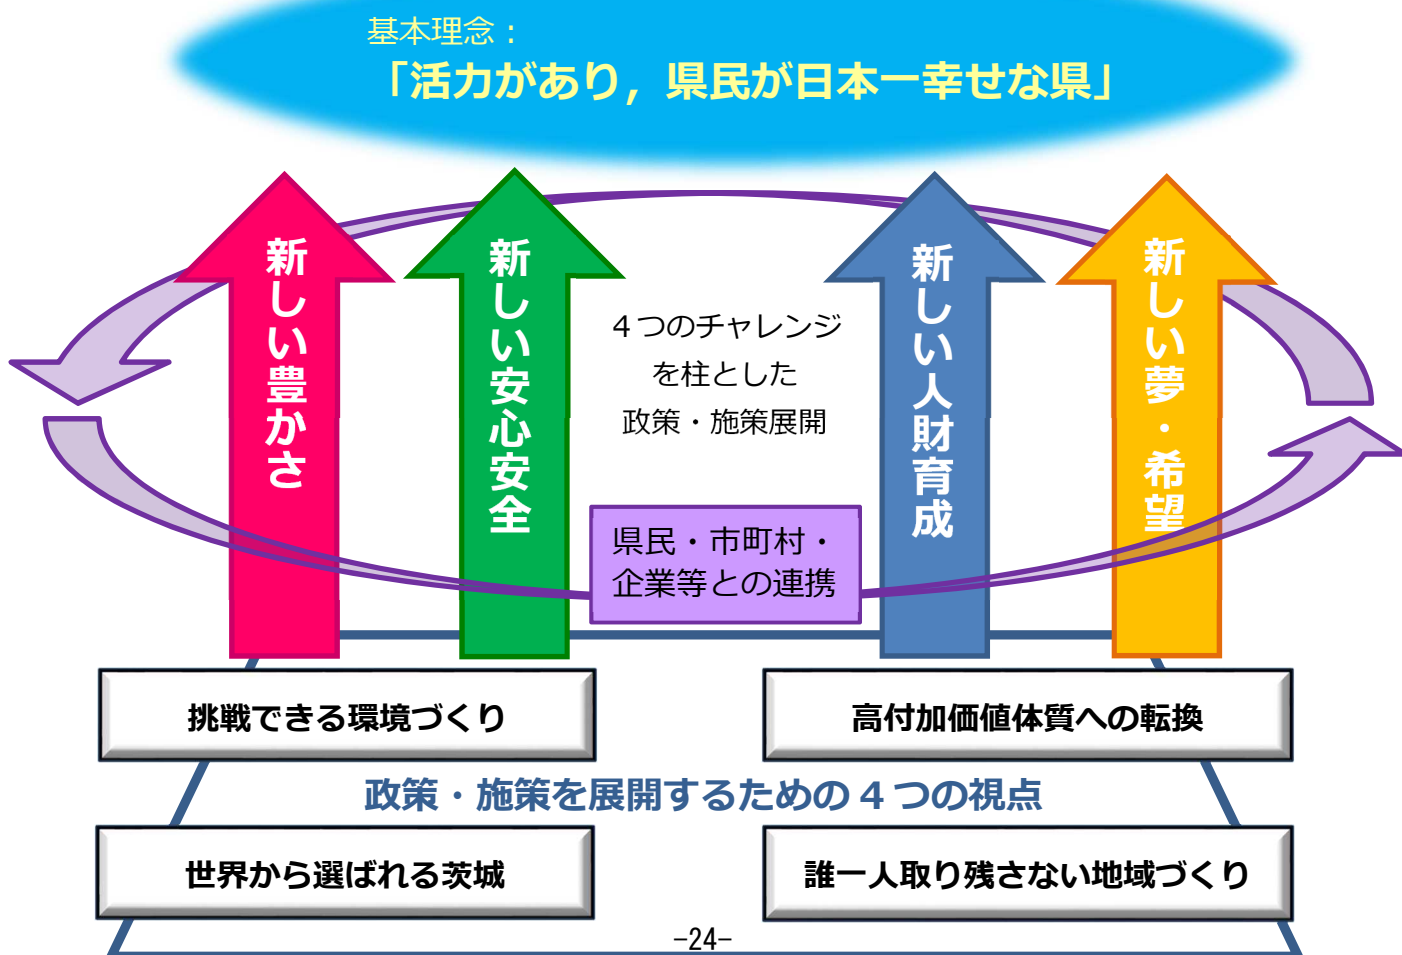 基本理念：
「活力があり，県民が日本一幸せな県」
新しい豊かさ
新しい安心安全
４つのチャレンジ
を柱とした
政策・施策展開
新しい人財育成
新しい夢・希望
県民・市町村・
企業等との連携
挑戦できる環境づくり
高付加価値体質への転換
政策・施策を展開するための４つの視点
世界から選ばれる茨城
誰一人取り残さない地域づくり
-24-